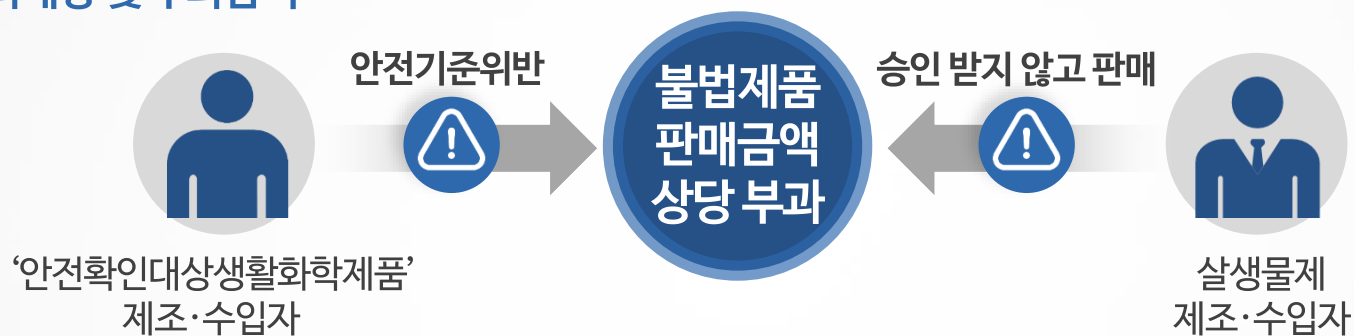 안전기준위반
승인 받지 않고 판매
불법제품
판매금액
상당 부과
‘안전확인대상생활화학제품’
제조·수입자
살생물제
제조·수입자